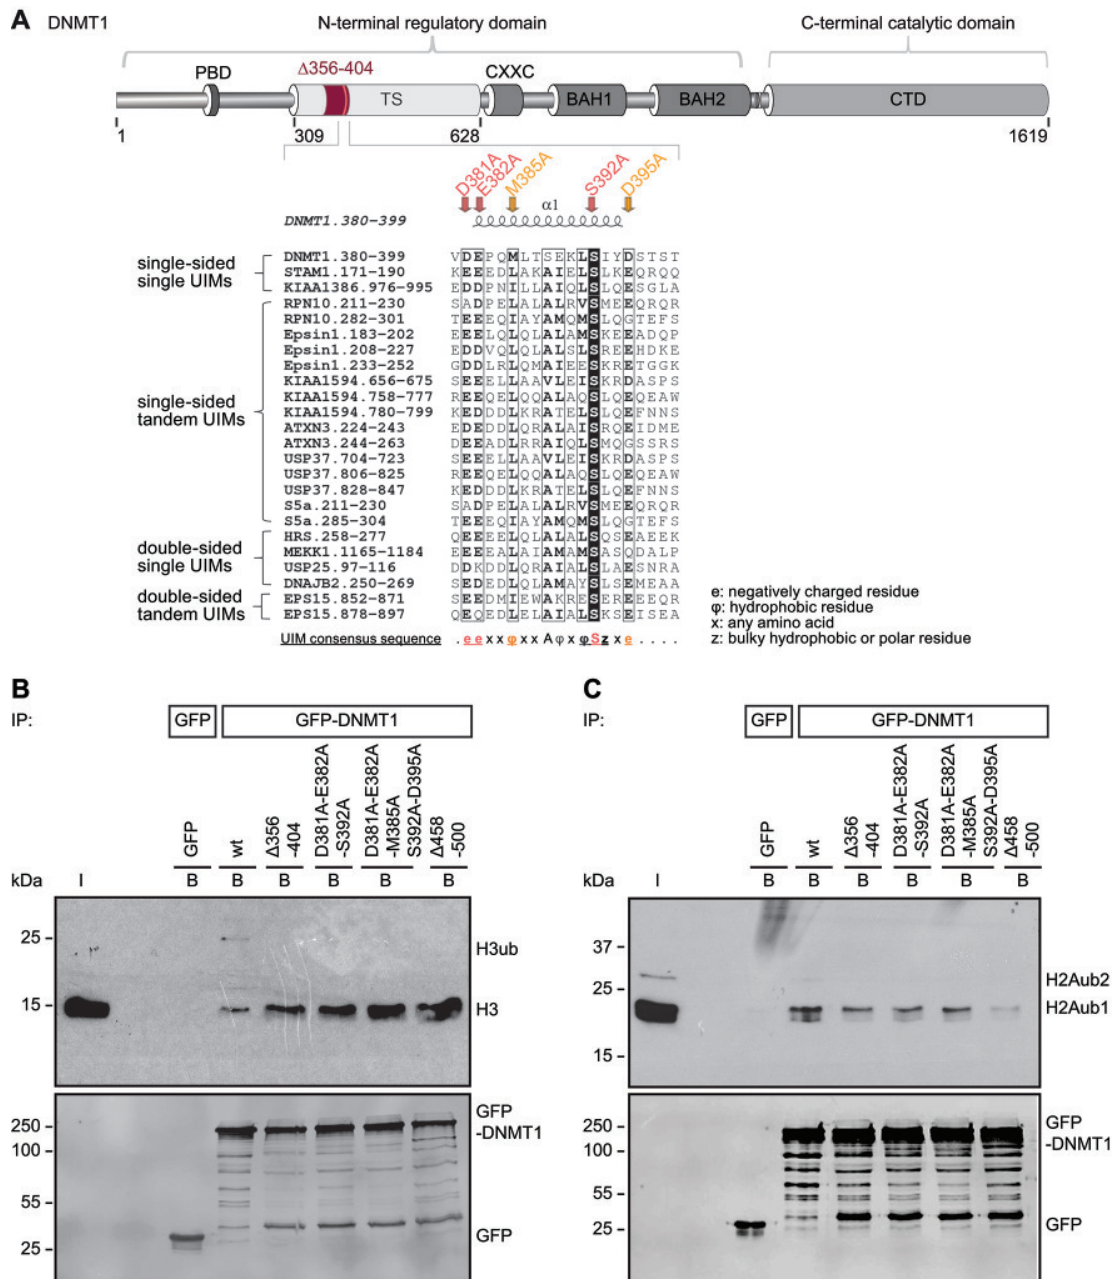 A DNMT1
N-terminal regulatory domain
C-terminal catalytic domain
Δ356-404
PBD
CXXC
TS
BAH1
BAH2
CTD
1
309
628
1619
D381A
E382A
M385A
S392A
D395A
α1
DNMT1.380-399
DNMT1.380-399 VDEPQMLTSEKLSIYDSTST
STAM1.171-190 KEEEDLAKAIELSLKEQRQQ
KIAA1386.976-995 EDDPNILLAIQLSLQESGLA
RPN10.211-230 SADPELALALRVSMEEQRQR
RPN10.282-301 TEEEQIAYAMQMSLQGTEFS
Epsin1.183-202 EEELQLQLALAMSKEEADQP
Epsin1.208-227 EDDVQLQLALSLSREEHDKE
Epsin1.233-252 GDDLRLQMAIEESKRETGGK
KIAA1594.656-675 SEEELLAAVLEISKRDASPS
KIAA1594.758-777 REEQELQQALAQSLQEQEAW
KIAA1594.780-799 KEDDDLKRATELSLQEFNNS
ATXN3.224-243 EDEEDLQRALALSRQEIDME
ATXN3.244-263 DEEADLRRAIQLSMQGSSRS
USP37.704-723 SEEELLAAVLEISKRDASPS
USP37.806-825 REEQELQQALAQSLQEQEAW
USP37.828-847 KEDDDLKRATELSLQEFNNS
S5a.211-230 SADPELALALRVSMEEQRQR
S5a.285-304 TEEEQIAYAMQMSLQGTEFS
HRS.258-277 QEEEELQLALALSQSEAEEK
MEKK1.1165-1184 EEEEALAIAMAMSASQDALP
USP25.97-116 DDKDDLQRAIALSLAESNRA
DNAJB2.250-269 SEDEDLQLAMAYSLSEMEAA
EPS15.852-871 SEEDMIEWAKRESEREEEQR
EPS15.878-897 EQEDLELAIALSKSEISEA
UIM consensus sequence . e e x x φ x x A φ x φ S z x e . . . .
single-sided
single UIMs
single-sided
tandem UIMs
double-sided
single UIMs
double-sided
tandem UIMs
e: negatively charged residue
φ: hydrophobic residue
x: any amino acid
z: bulky hydrophobic or polar residue
B
IP:
GFP
GFP-DNMT1
GFP
wt
Δ356
-404
D381A-E382A
-S392A
D381A-E382A
-M385A
S392A-D395A
Δ458
-500
kDa I B B B B B B
25
15
H3ub
H3
250
100
55
25
GFP
-DNMT1
GFP
C
IP:
GFP
GFP-DNMT1
GFP
wt
Δ356
-404
D381A-E382A
-S392A
D381A-E382A
-M385A
S392A-D395A
Δ458
-500
kDa I B B B B B B
37
25
15
H2Aub2
H2Aub1
250
100
55
25
GFP
-DNMT1
GFP